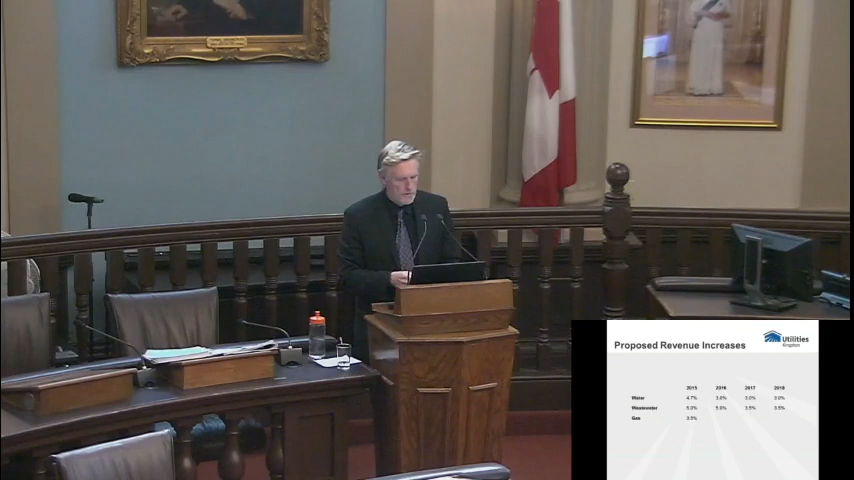 Proposed Revenue Increases
Utilities
Kingston
2015 2016 2017 2018
Water 4.7% 3.0% 3.0% 3.0%
Wastewater 5.0% 5.0% 3.5% 3.5%
Gas 3.5%